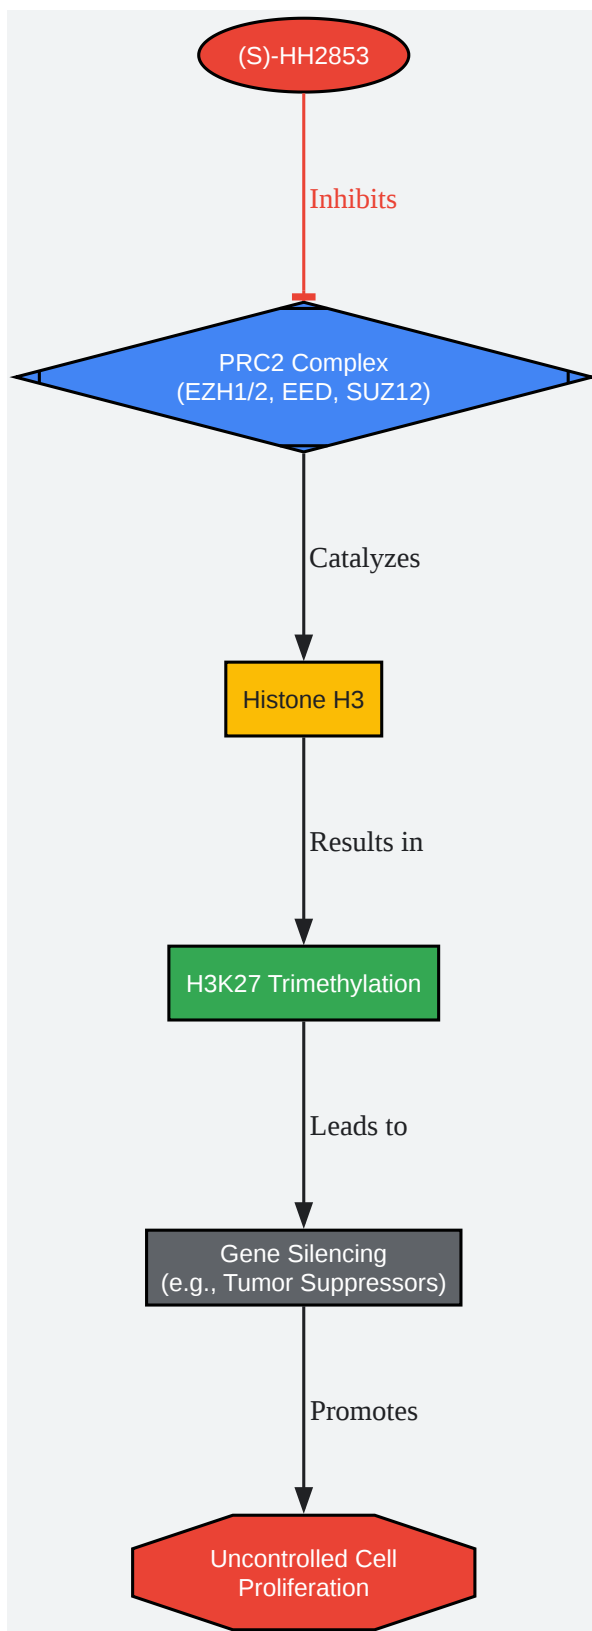 (S)-HH2853
Inhibits
PRC2 Complex
(EZH1/2, EED, SUZ12)
Catalyzes
Histone H3
Results in
H3K27 Trimethylation
Leads to
Gene Silencing
(e.g., Tumor Suppressors)
Promotes
Uncontrolled Cell
Proliferation